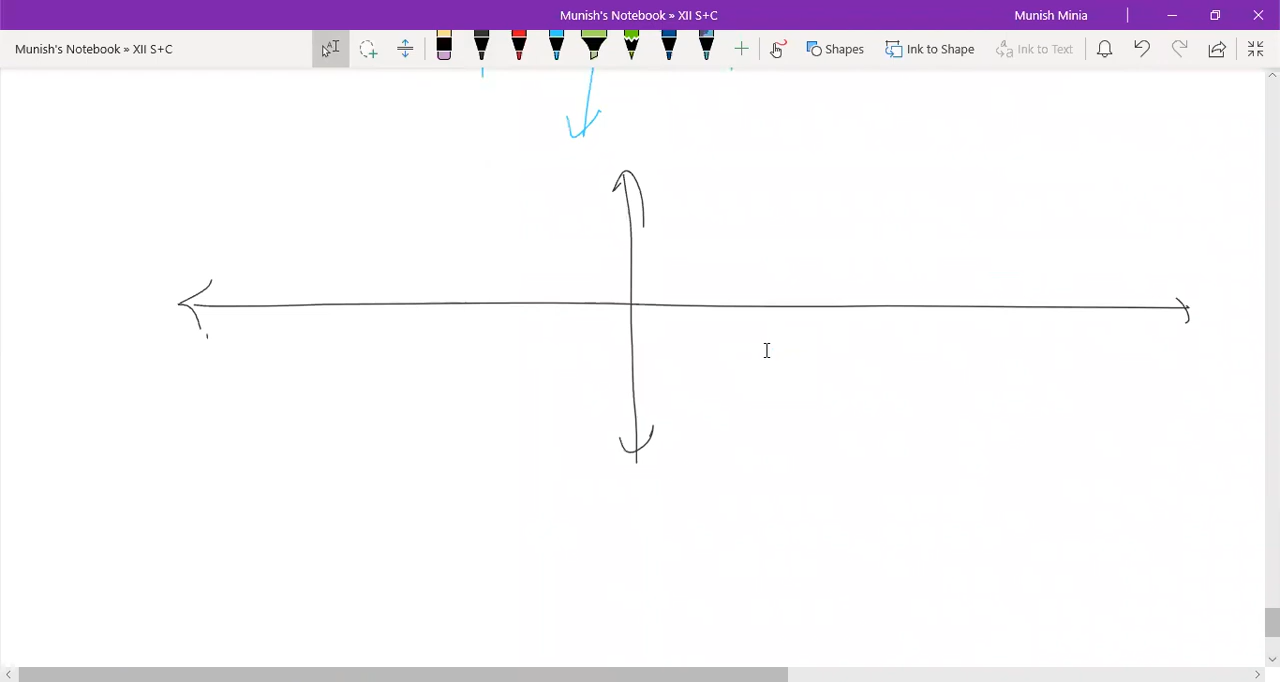 Munish's Notebook » XII S+C
Munish Minia
Munish's Notebook » XII S+C
Shapes
Ink to Shape
Ink to Text